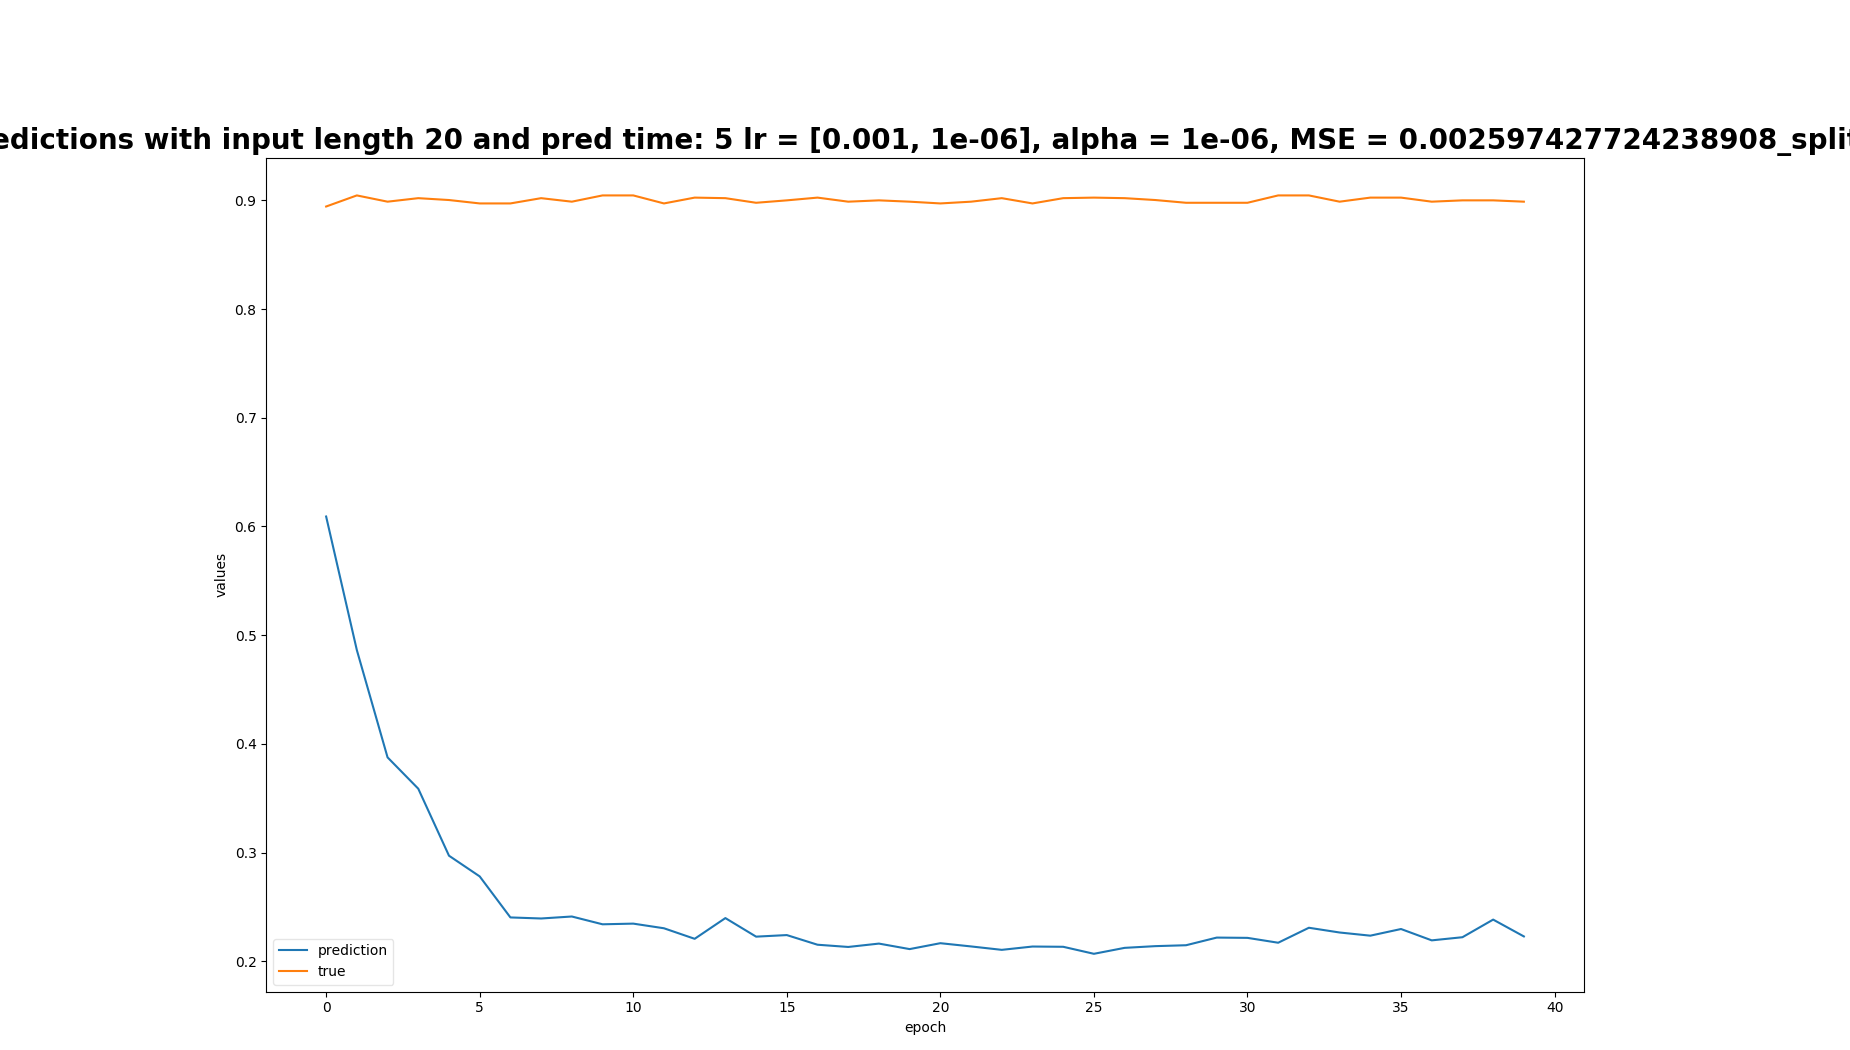 edictions with input length 20 and pred time: 5 lr = [0.001, 1e-06], alpha = 1e-06, MSE = 0.002597427724238908_split
0.9
0.8
0.7
0.6
0.5
0.4
0.3
0.2
values
prediction
true
0 5 10 15 20 25 30 35 40
epoch